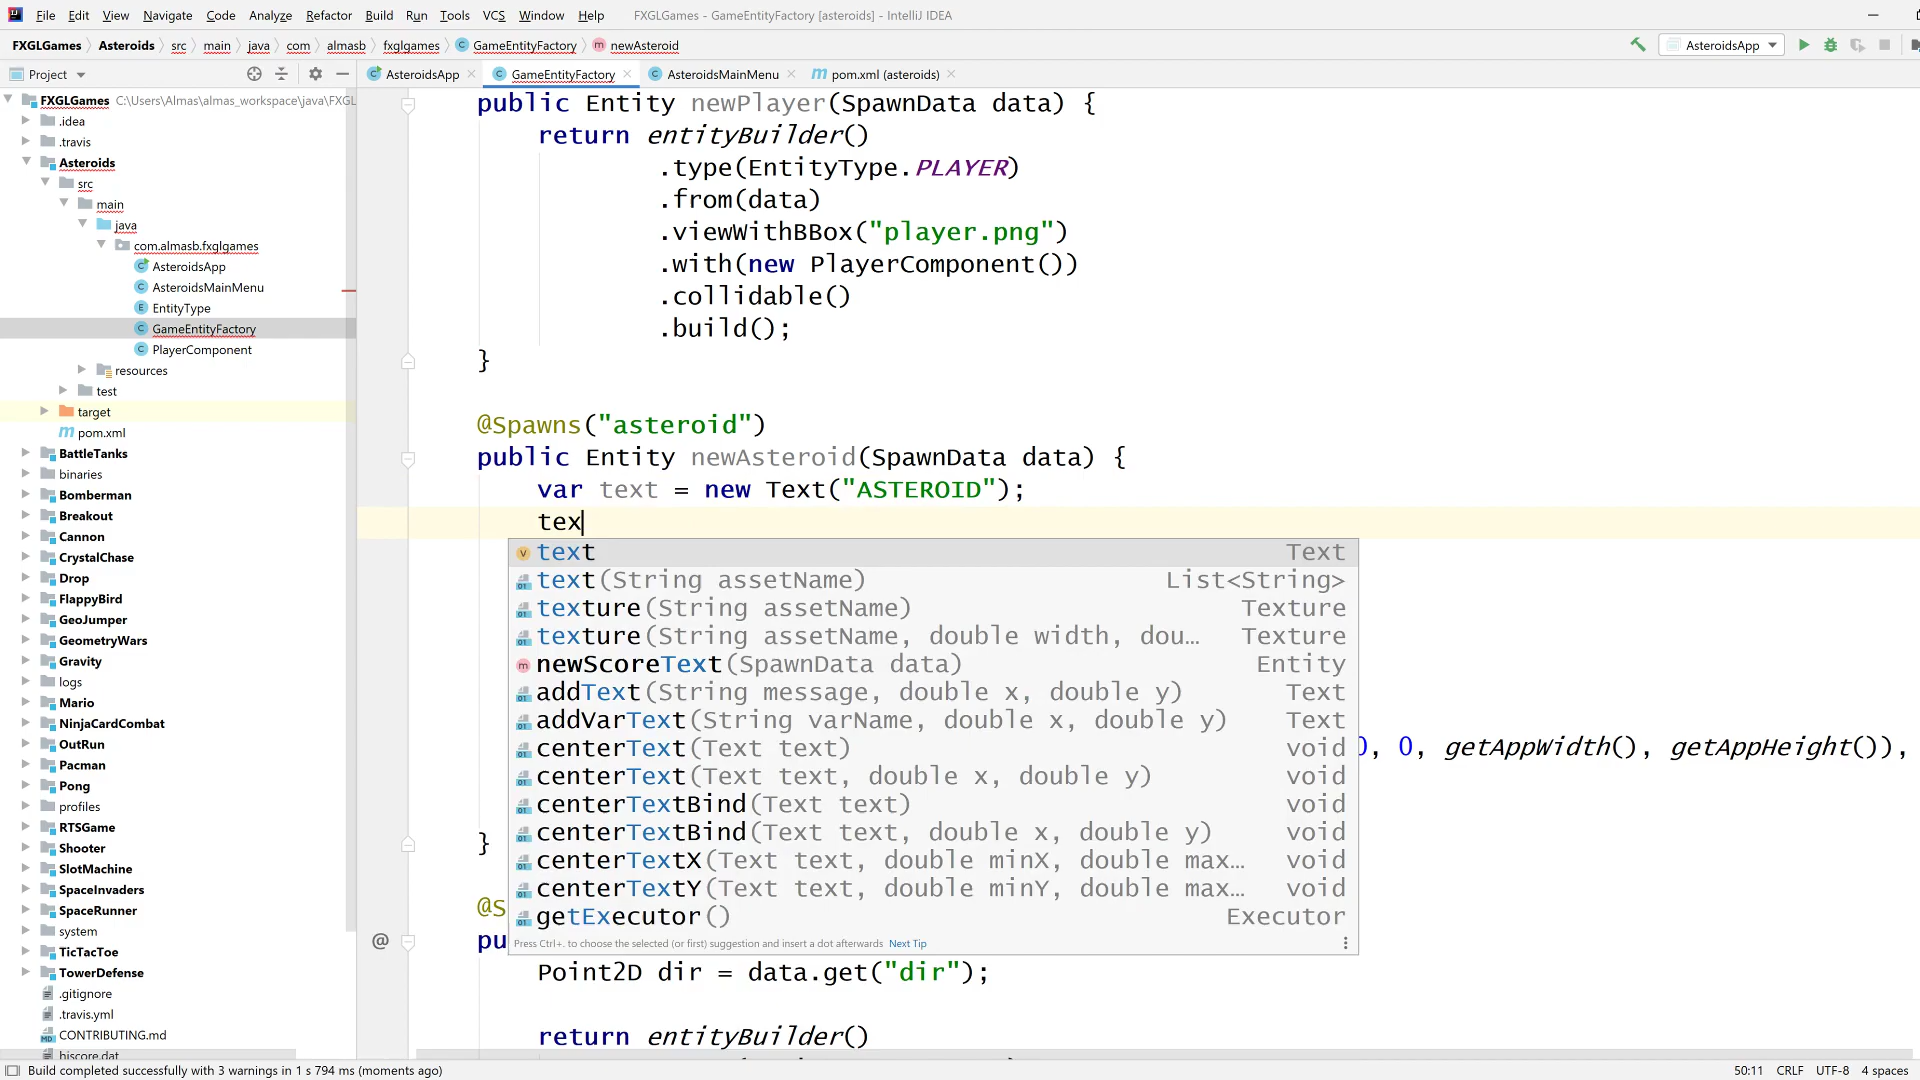 File Edit View Navigate Code Analyze Refactor Build Run Tools VCS Window Help FXGLGames - GameEntityFactory [asteroids] - IntelliJ IDEA
FXGLGames Asteroids src main java com almasb fxglgames GameEntityFactory newAsteroid AsteroidsApp
Project AsteroidsApp GameEntityFactory AsteroidsMainMenu pom.xml (asteroids)
FXGLGames C:\Users\Almas\almas_workspace\java\FXGL
.idea
.travis
Asteroids
src
main
java
com.almasb.fxglgames
AsteroidsApp
AsteroidsMainMenu
EntityType
GameEntityFactory
PlayerComponent
resources
test
target
pom.xml
BattleTanks
binaries
Bomberman
Breakout
Cannon
CrystalChase
Drop
FlappyBird
GeoJumper
GeometryWars
Gravity
logs
Mario
NinjaCardCombat
OutRun
Pacman
Pong
profiles
RTSGame
Shooter
SlotMachine
SpaceInvaders
SpaceRunner
system
TicTacToe
TowerDefense
.gitignore
.travis.yml
CONTRIBUTING.md
hiscore.dat
public Entity newPlayer(SpawnData data) {
return entityBuilder()
.type(EntityType.PLAYER)
.from(data)
.viewWithBBox("player.png")
.with(new PlayerComponent())
.collidable()
.build();
}
@Spawns("asteroid")
public Entity newAsteroid(SpawnData data) {
var text = new Text("ASTEROID");
tex
text Text
text(String assetName) List<String>
texture(String assetName) Texture
texture(String assetName, double width, dou… Texture
newScoreText(SpawnData data) Entity
addText(String message, double x, double y) Text
addVarText(String varName, double x, double y) Text
centerText(Text text) void
0, 0, getAppWidth(), getAppHeight()),
centerText(Text text, double x, double y) void
centerTextBind(Text text) void
centerTextBind(Text text, double x, double y) void
}
centerTextX(Text text, double minX, double max… void
centerTextY(Text text, double minY, double max… void
@S
getExecutor() Executor
@ pu
Press Ctrl+. to choose the selected (or first) suggestion and insert a dot afterwards Next Tip
Point2D dir = data.get("dir");
return entityBuilder()
Build completed successfully with 3 warnings in 1 s 794 ms (moments ago) 50:11 CRLF UTF-8 4 spaces